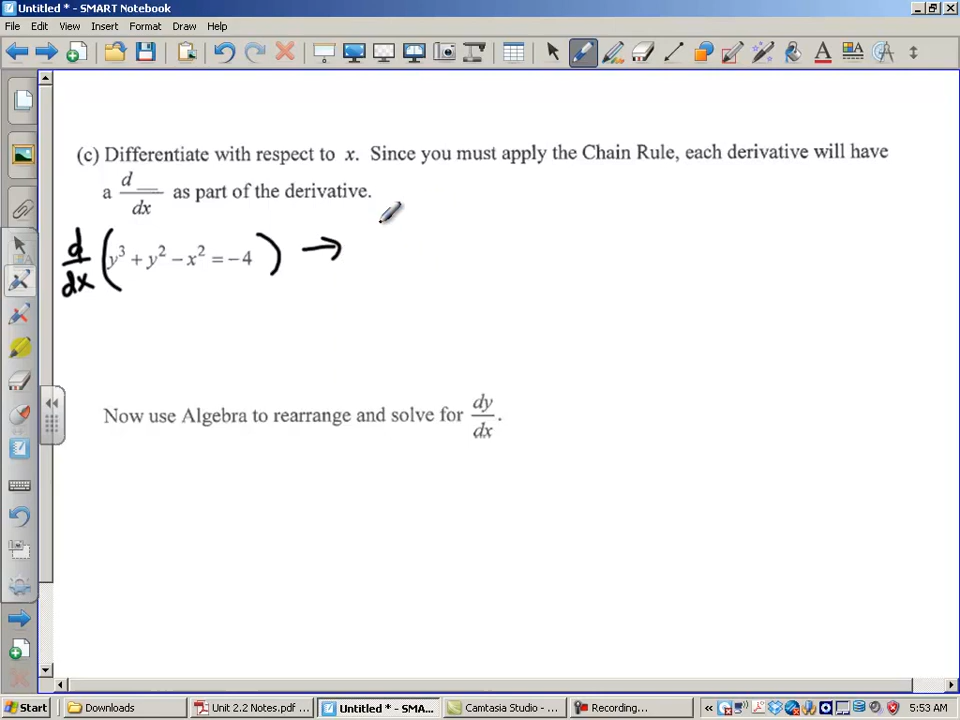 Untitled * - SMART Notebook
File Edit View Insert Format Draw Help
(c) Differentiate with respect to x. Since you must apply the Chain Rule, each derivative will have
a d__/dx as part of the derivative.
d/dx (y³ + y² − x² = −4) →
Now use Algebra to rearrange and solve for dy/dx.
Start Downloads Unit 2.2 Notes.pdf ... Untitled * - SMA... Camtasia Studio - ... Recording... « 5:53 AM